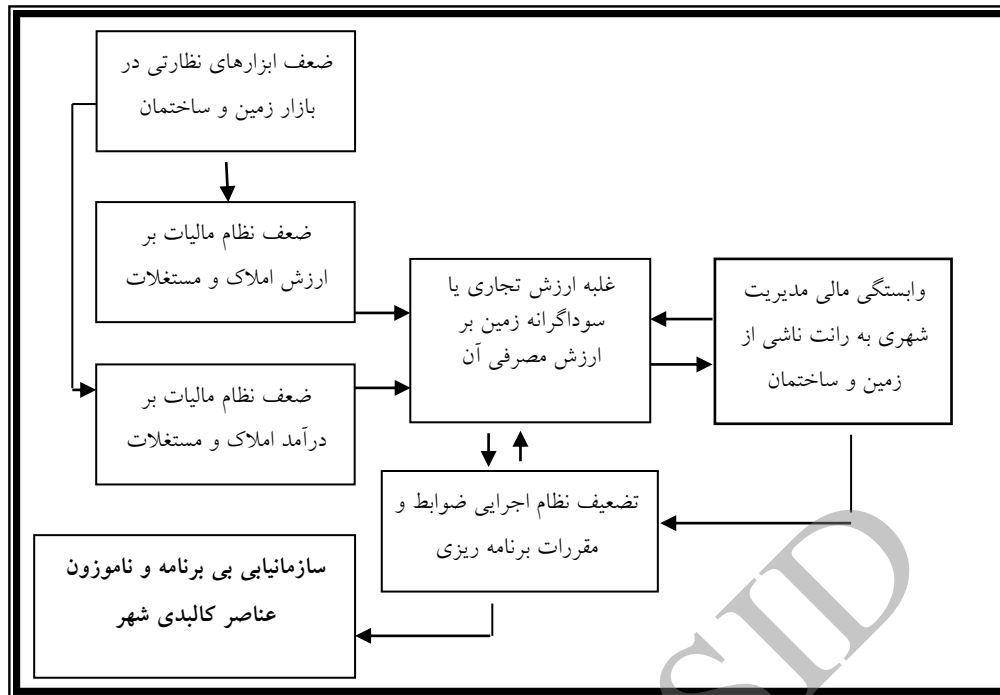 ضعف ابزارهای نظارتی در
بازار زمین و ساختمان
ضعف نظام مالیات بر
ارزش املاک و مستغلات
غلبه ارزش تجاری یا
سوداگرانه زمین بر
ارزش مصرفی آن
وابستگی مالی مدیریت
شهری به رانت ناشی از
زمین و ساختمان
ضعف نظام مالیات بر
درآمد املاک و مستغلات
تضعیف نظام اجرایی ضوابط و
مقررات برنامه ریزی
سازمانیابی بی برنامه و ناموزون
عناصر کالبدی شهر
SID